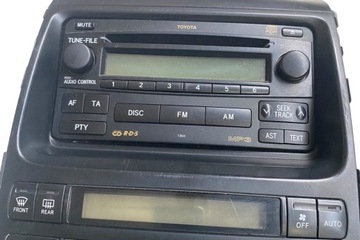 MUTE
TOYOTA
TUNE•FILE
AUDIO CONTROL
1 2 3 4 5 6
AF TA
DISC FM AM
SEEK
TRACK
PTY
RDS
MP3
AST TEXT
FRONT REAR
OFF AUTO